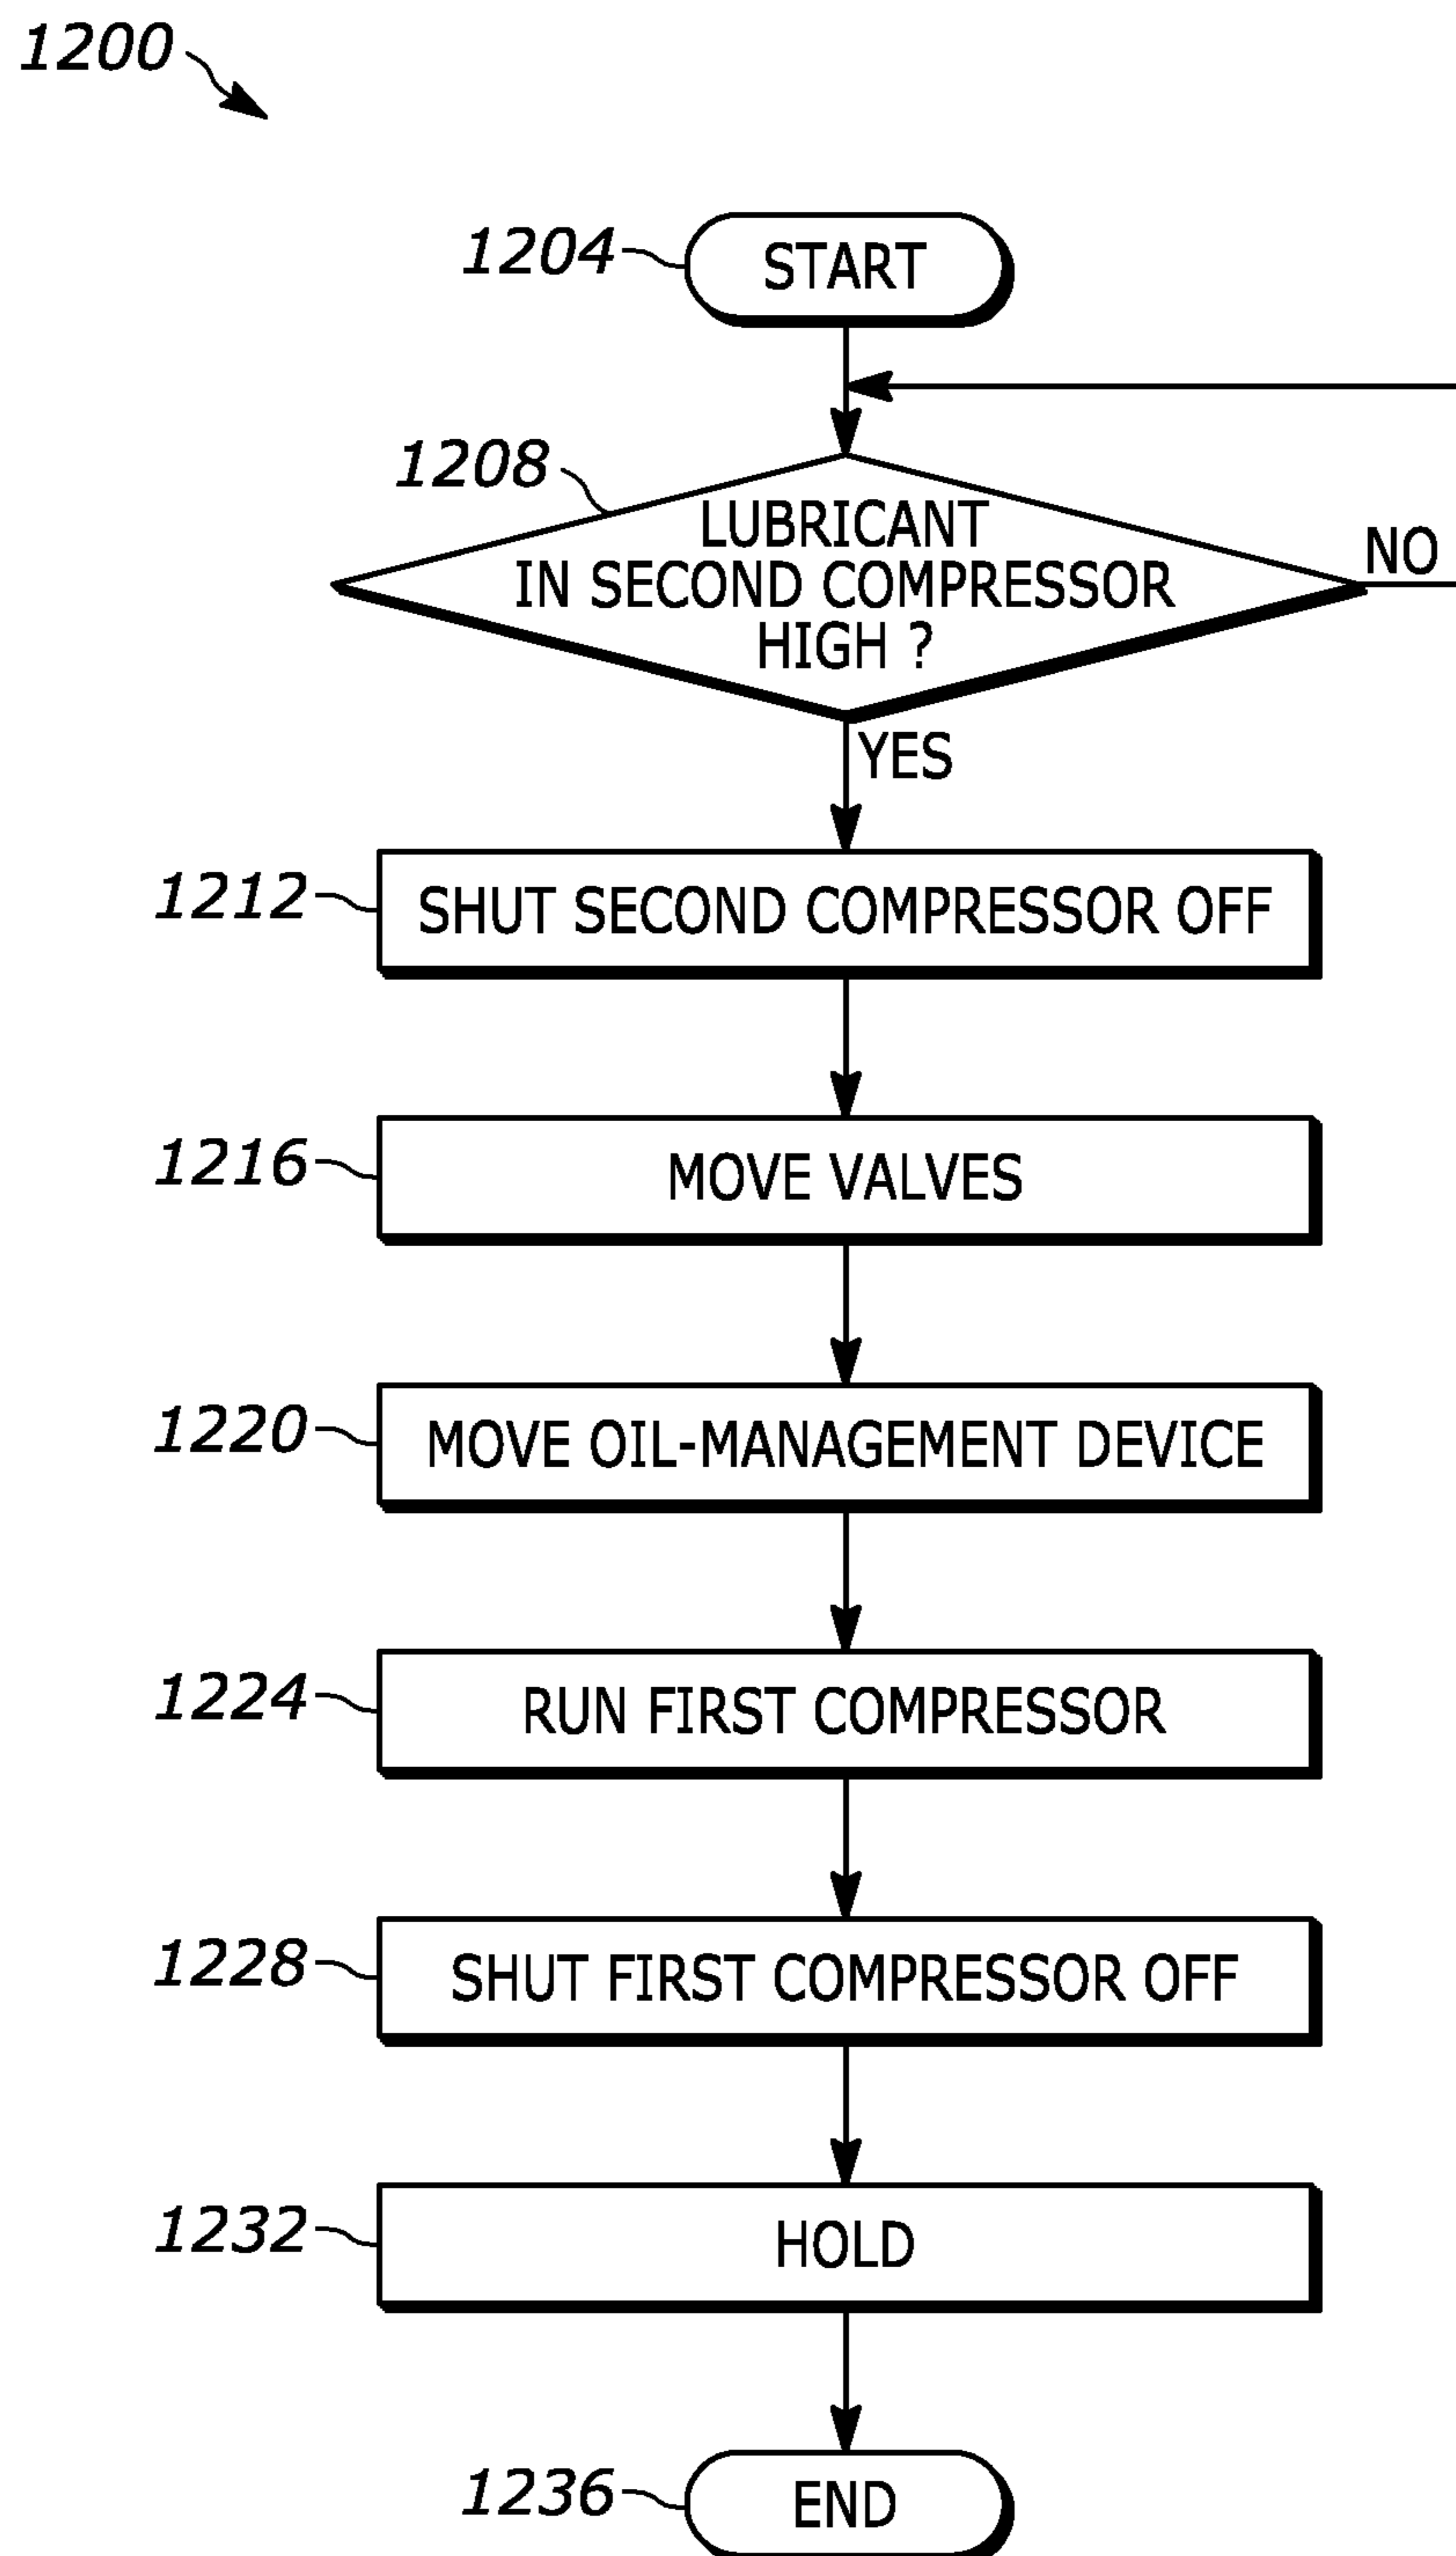 1200
1204
START
1208
LUBRICANT
IN SECOND COMPRESSOR
HIGH ?
NO
YES
1212
SHUT SECOND COMPRESSOR OFF
1216
MOVE VALVES
1220
MOVE OIL-MANAGEMENT DEVICE
1224
RUN FIRST COMPRESSOR
1228
SHUT FIRST COMPRESSOR OFF
1232
HOLD
1236
END